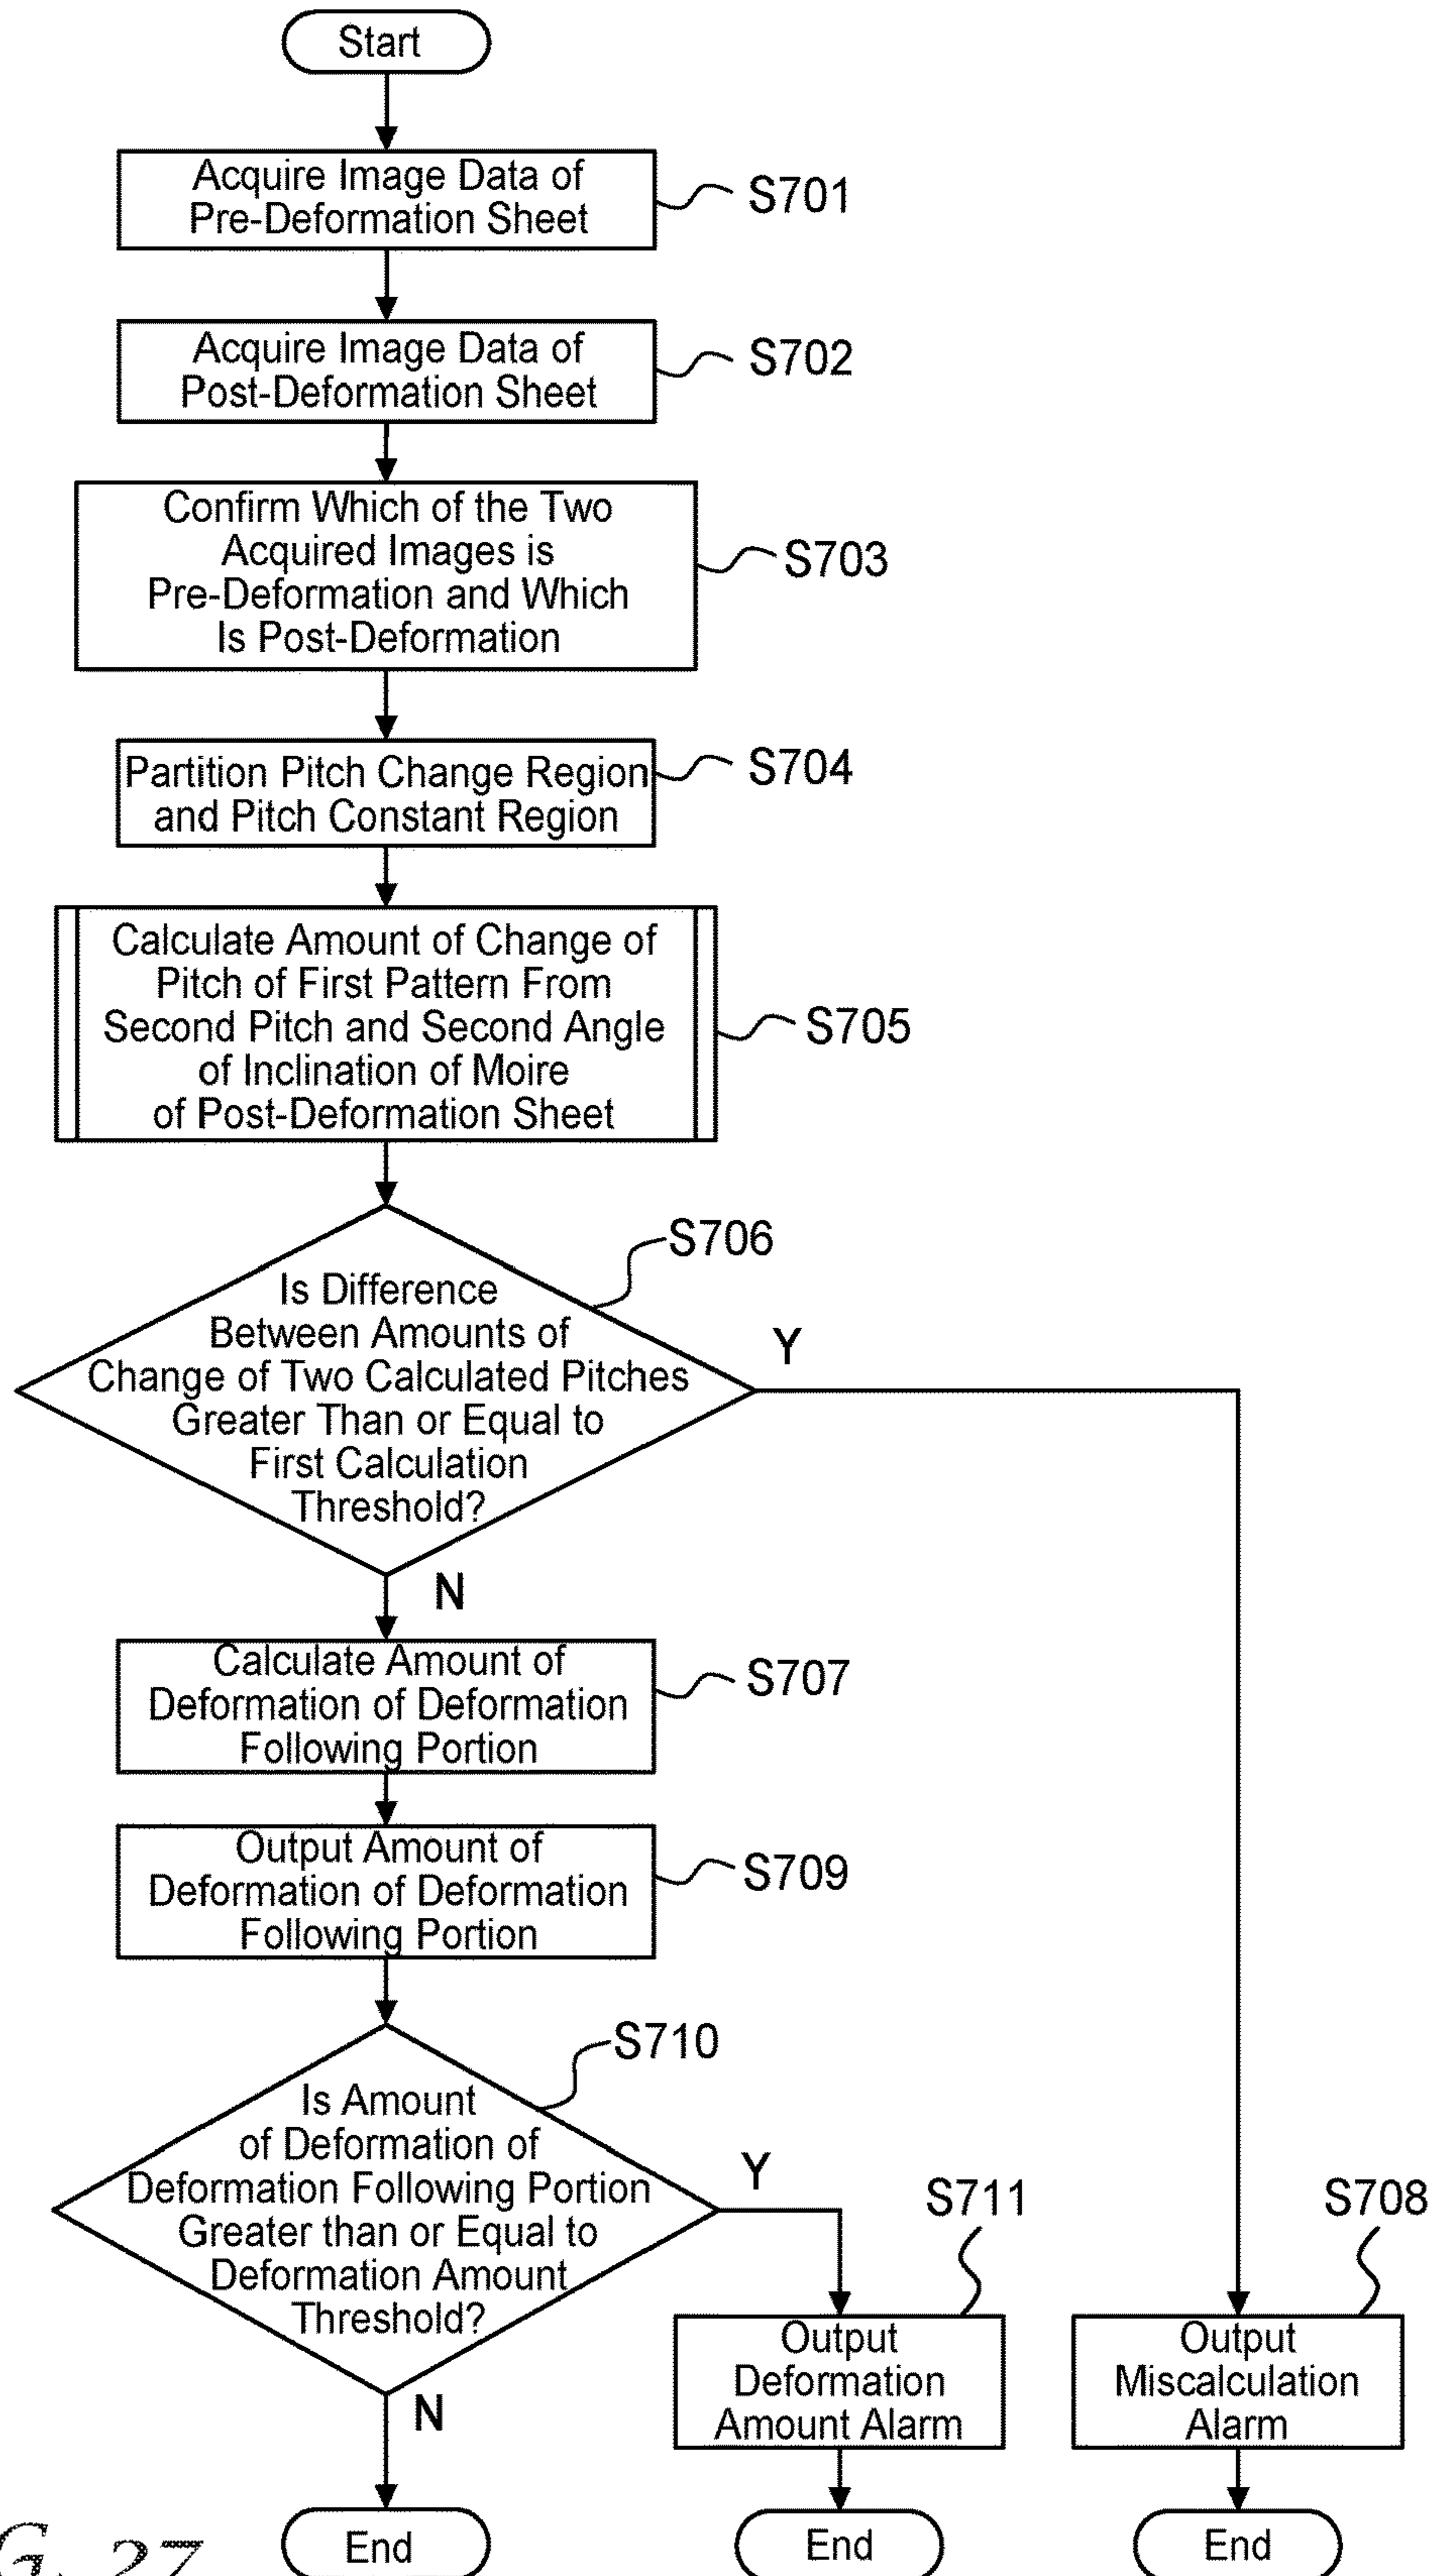 Start
Acquire Image Data of
Pre-Deformation Sheet
S701
Acquire Image Data of
Post-Deformation Sheet
S702
Confirm Which of the Two
Acquired Images is
Pre-Deformation and Which
Is Post-Deformation
S703
Partition Pitch Change Region
and Pitch Constant Region
S704
Calculate Amount of Change of
Pitch of First Pattern From
Second Pitch and Second Angle
of Inclination of Moire
of Post-Deformation Sheet
S705
S706
Is Difference
Between Amounts of
Change of Two Calculated Pitches
Greater Than or Equal to
First Calculation
Threshold?
Y
N
Calculate Amount of
Deformation of Deformation
Following Portion
S707
Output Amount of
Deformation of Deformation
Following Portion
S709
S710
Is Amount
of Deformation of
Deformation Following Portion
Greater than or Equal to
Deformation Amount
Threshold?
Y
N
S711
Output
Deformation
Amount Alarm
S708
Output
Miscalculation
Alarm
End
End
End
G. 27